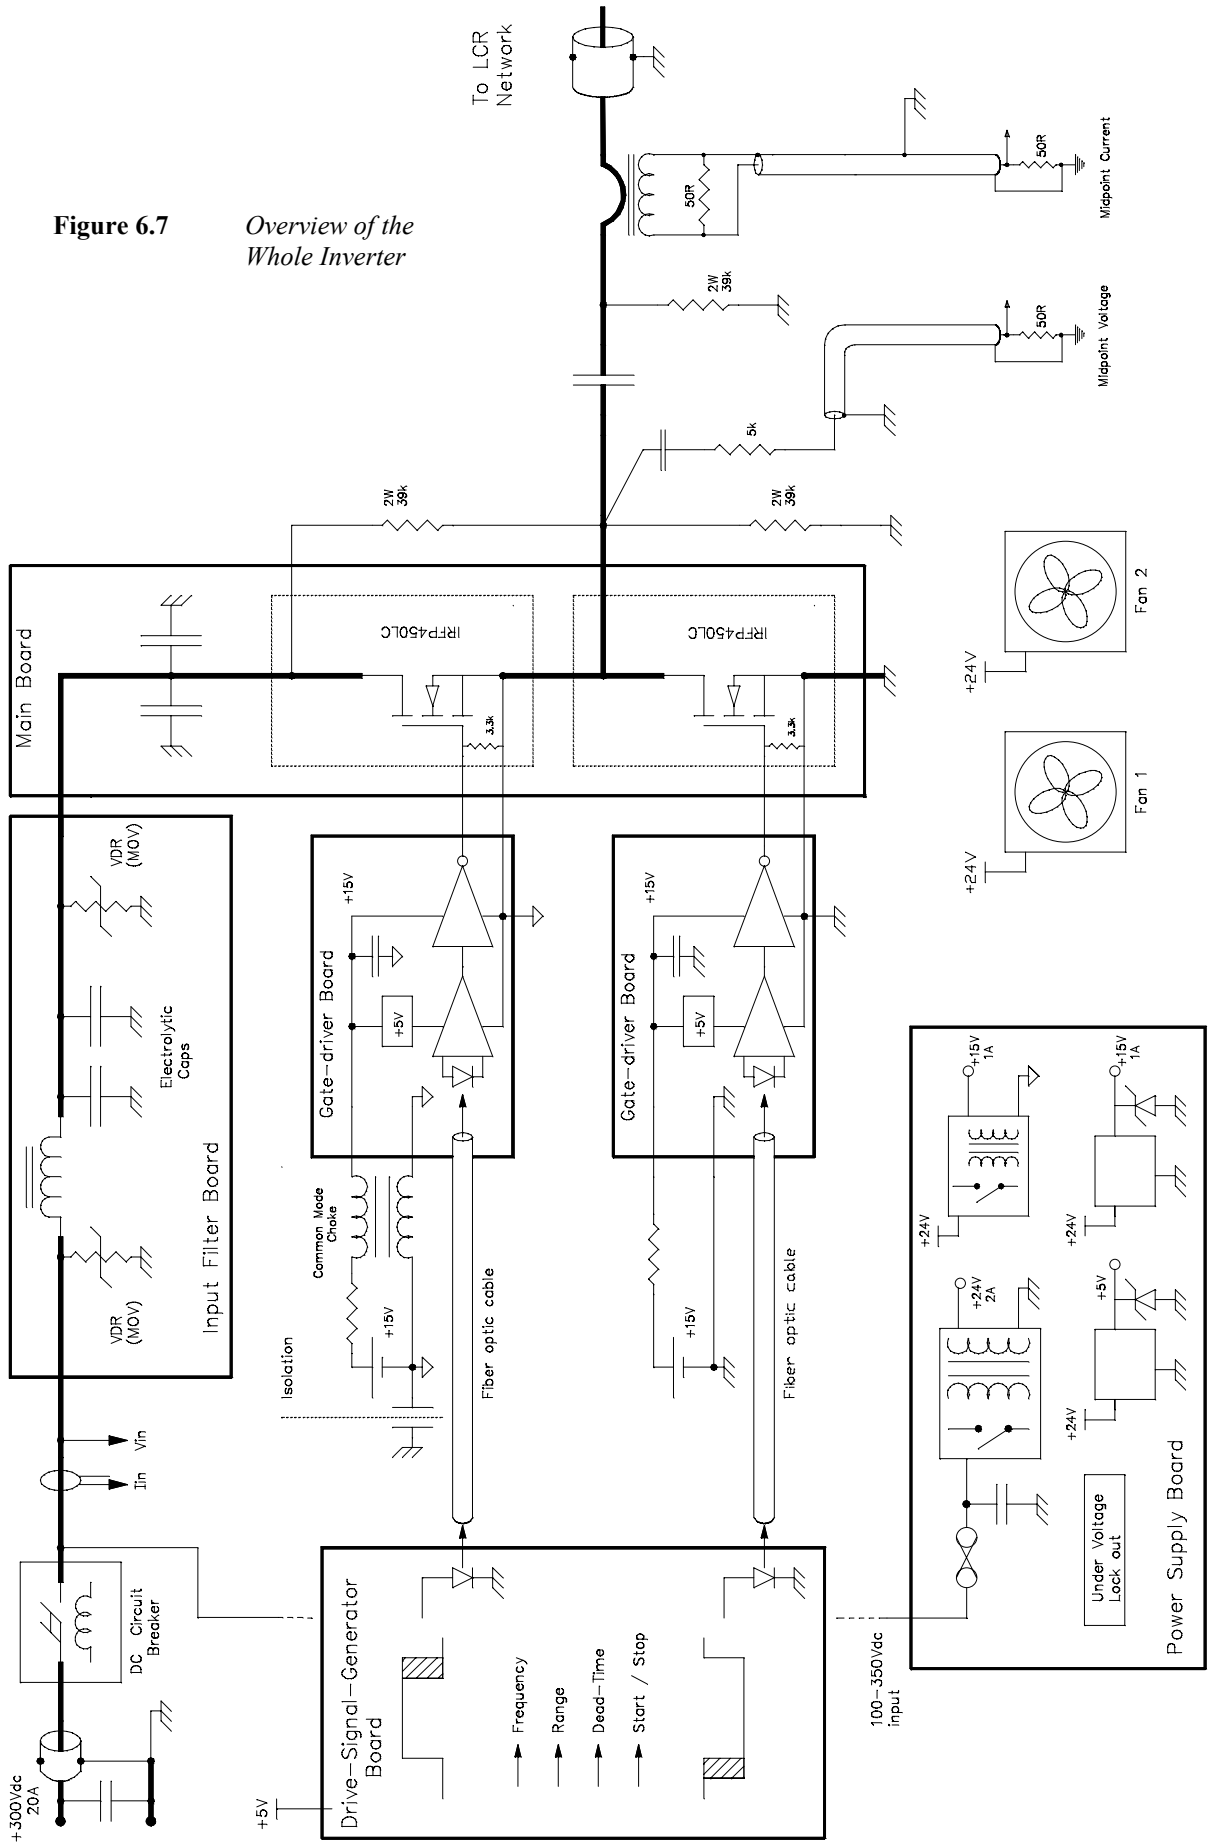 Figure 6.7
Overview of the
Whole Inverter
+300Vdc
20A
DC Circuit
Breaker
Iin
Vin
Input Filter Board
VDR
(MOV)
Electrolytic
Caps
VDR
(MOV)
Main Board
IRFP450LC
3.3k
IRFP450LC
3.3k
2W
39k
2W
39k
5k
2W
39k
50R
To LCR
Network
Midpoint Voltage
50R
Midpoint Current
50R
Isolation
+15V
Common Mode
Choke
Fiber optic cable
Gate-driver Board
+5V
+15V
+15V
Fiber optic cable
Gate-driver Board
+5V
+15V
+5V
Drive-Signal-Generator
Board
Frequency
Range
Dead-Time
Start / Stop
100-350Vdc
input
Power Supply Board
Under Voltage
Lock out
+24V
2A
+24V
+15V
1A
+24V
+5V
+24V
+15V
1A
+24V
Fan 1
+24V
Fan 2